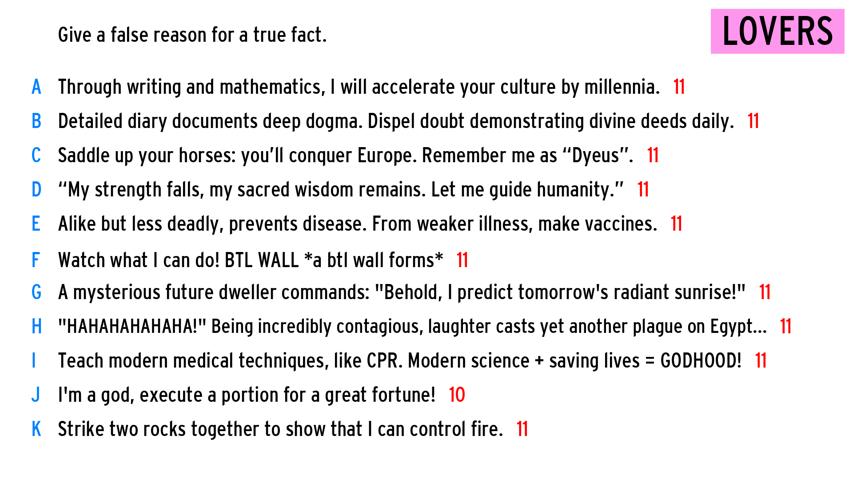 Give a false reason for a true fact.
LOVERS
A Through writing and mathematics, I will accelerate your culture by millennia. 11
B Detailed diary documents deep dogma. Dispel doubt demonstrating divine deeds daily. 11
C Saddle up your horses: you’ll conquer Europe. Remember me as “Dyeus”. 11
D “My strength falls, my sacred wisdom remains. Let me guide humanity.” 11
E Alike but less deadly, prevents disease. From weaker illness, make vaccines. 11
F Watch what I can do! BTL WALL *a btl wall forms* 11
G A mysterious future dweller commands: "Behold, I predict tomorrow's radiant sunrise!" 11
H "HAHAHAHAHAHA!" Being incredibly contagious, laughter casts yet another plague on Egypt... 11
I Teach modern medical techniques, like CPR. Modern science + saving lives = GODHOOD! 11
J I'm a god, execute a portion for a great fortune! 10
K Strike two rocks together to show that I can control fire. 11